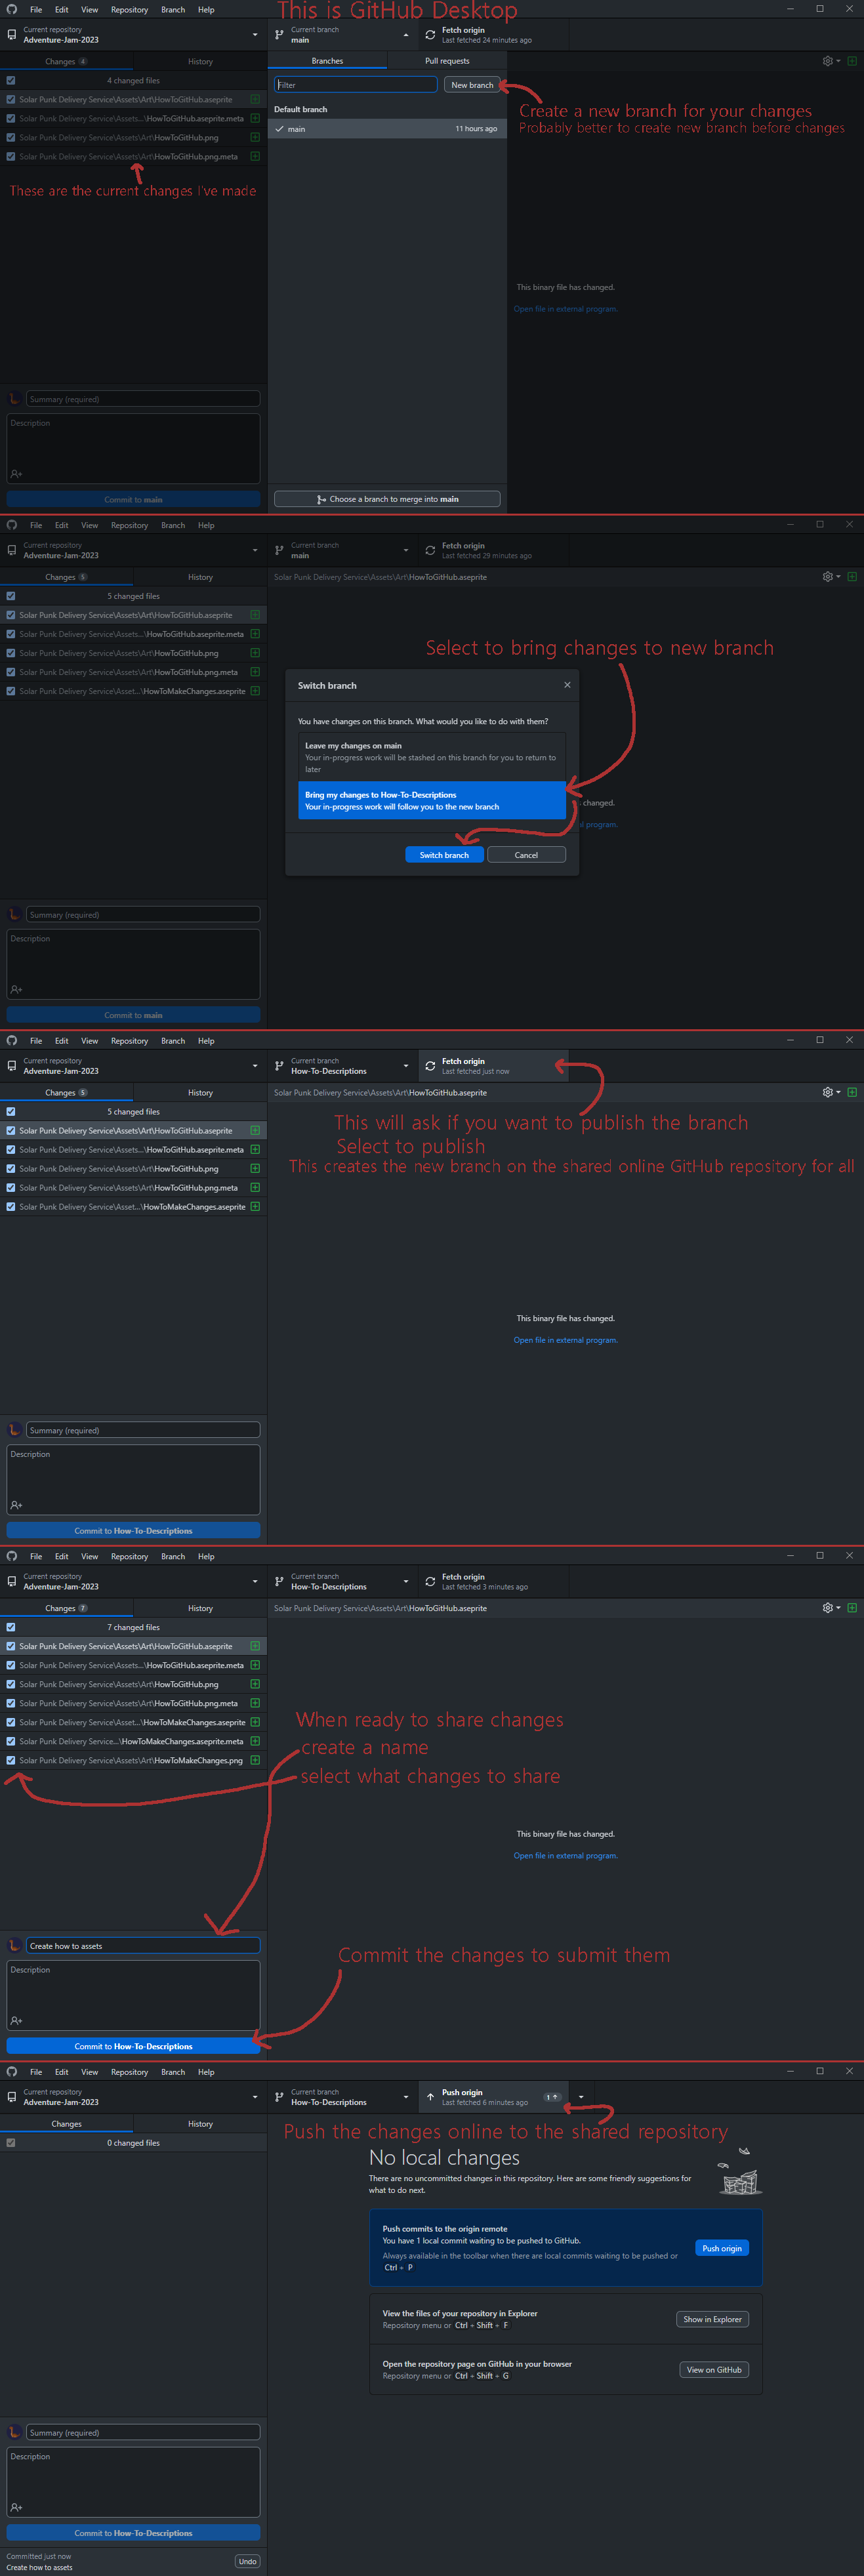 This is GitHub Desktop
File Edit View Repository Branch Help
Current repository
Adventure-Jam-2023
Current branch
main
Fetch origin
Last fetched 24 minutes ago
Changes 4 History
Branches Pull requests
4 changed files
Filter
New branch
Solar Punk Delivery Service\Assets\Art\HowToGitHub.aseprite
Solar Punk Delivery Service\Assets...\HowToGitHub.aseprite.meta
Solar Punk Delivery Service\Assets\Art\HowToGitHub.png
Solar Punk Delivery Service\Assets\Art\HowToGitHub.png.meta
Default branch
main 11 hours ago
Create a new branch for your changes
Probably better to create new branch before changes
These are the current changes I've made
This binary file has changed.
Open file in external program.
Summary (required)
Description
Commit to main
Choose a branch to merge into main
File Edit View Repository Branch Help
Current repository
Adventure-Jam-2023
Current branch
main
Fetch origin
Last fetched 29 minutes ago
Changes 5 History
Solar Punk Delivery Service\Assets\Art\HowToGitHub.aseprite
5 changed files
Solar Punk Delivery Service\Assets\Art\HowToGitHub.aseprite
Solar Punk Delivery Service\Assets...\HowToGitHub.aseprite.meta
Solar Punk Delivery Service\Assets\Art\HowToGitHub.png
Solar Punk Delivery Service\Assets\Art\HowToGitHub.png.meta
Solar Punk Delivery Service\Asset...\HowToMakeChanges.aseprite
Select to bring changes to new branch
Switch branch
You have changes on this branch. What would you like to do with them?
Leave my changes on main
Your in-progress work will be stashed on this branch for you to return to
later
Bring my changes to How-To-Descriptions
Your in-progress work will follow you to the new branch
changed.
program.
Switch branch
Cancel
Summary (required)
Description
Commit to main
File Edit View Repository Branch Help
Current repository
Adventure-Jam-2023
Current branch
How-To-Descriptions
Fetch origin
Last fetched just now
Changes 5 History
Solar Punk Delivery Service\Assets\Art\HowToGitHub.aseprite
5 changed files
Solar Punk Delivery Service\Assets\Art\HowToGitHub.aseprite
Solar Punk Delivery Service\Assets...\HowToGitHub.aseprite.meta
Solar Punk Delivery Service\Assets\Art\HowToGitHub.png
Solar Punk Delivery Service\Assets\Art\HowToGitHub.png.meta
Solar Punk Delivery Service\Asset...\HowToMakeChanges.aseprite
This will ask if you want to publish the branch
Select to publish
This creates the new branch on the shared online GitHub repository for all
This binary file has changed.
Open file in external program.
Summary (required)
Description
Commit to How-To-Descriptions
File Edit View Repository Branch Help
Current repository
Adventure-Jam-2023
Current branch
How-To-Descriptions
Fetch origin
Last fetched 3 minutes ago
Changes 7 History
Solar Punk Delivery Service\Assets\Art\HowToGitHub.aseprite
7 changed files
Solar Punk Delivery Service\Assets\Art\HowToGitHub.aseprite
Solar Punk Delivery Service\Assets...\HowToGitHub.aseprite.meta
Solar Punk Delivery Service\Assets\Art\HowToGitHub.png
Solar Punk Delivery Service\Assets\Art\HowToGitHub.png.meta
Solar Punk Delivery Service\Asset...\HowToMakeChanges.aseprite
Solar Punk Delivery Service...\HowToMakeChanges.aseprite.meta
Solar Punk Delivery Service\Assets\Art\HowToMakeChanges.png
When ready to share changes
create a name
select what changes to share
This binary file has changed.
Open file in external program.
Create how to assets
Description
Commit the changes to submit them
Commit to How-To-Descriptions
File Edit View Repository Branch Help
Current repository
Adventure-Jam-2023
Current branch
How-To-Descriptions
Push origin
Last fetched 6 minutes ago
1
Changes History
0 changed files
Push the changes online to the shared repository
No local changes
There are no uncommitted changes in this repository. Here are some friendly suggestions for
what to do next.
Push commits to the origin remote
You have 1 local commit waiting to be pushed to GitHub.
Always available in the toolbar when there are local commits waiting to be pushed or
Ctrl + P
Push origin
View the files of your repository in Explorer
Repository menu or Ctrl + Shift + F
Show in Explorer
Open the repository page on GitHub in your browser
Repository menu or Ctrl + Shift + G
View on GitHub
Summary (required)
Description
Commit to How-To-Descriptions
Committed just now
Create how to assets
Undo